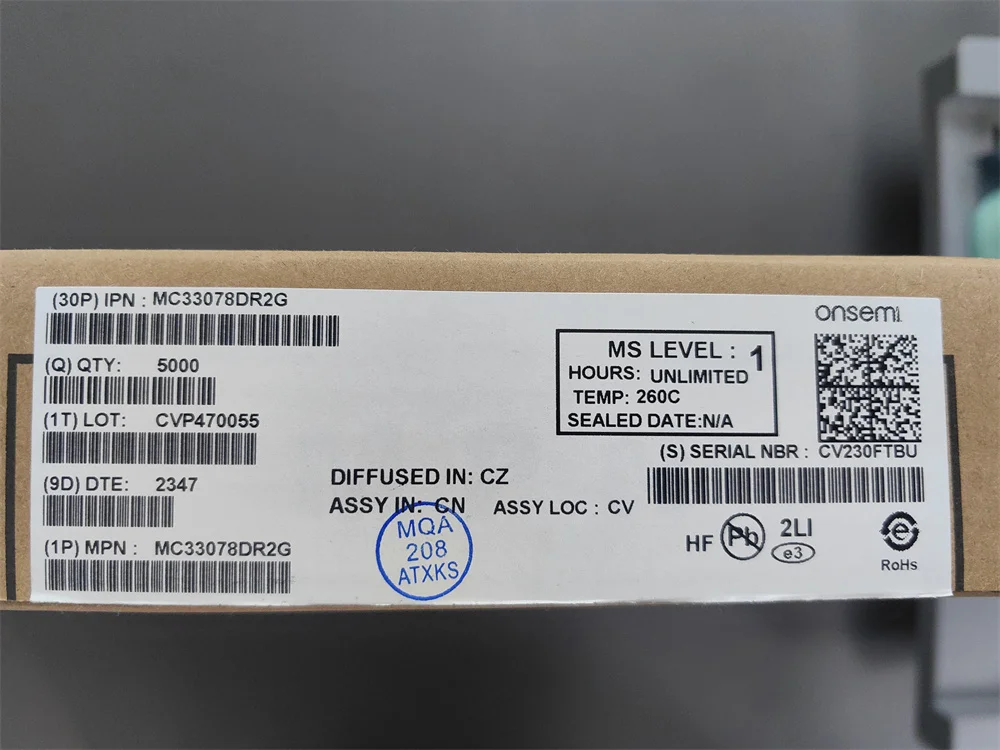 (30P) IPN : MC33078DR2G
(Q) QTY: 5000
(1T) LOT: CVP470055
(9D) DTE: 2347
(1P) MPN : MC33078DR2G
DIFFUSED IN: CZ
ASSY IN: CN ASSY LOC : CV
MQA
208
ATXKS
MS LEVEL : 1
HOURS: UNLIMITED
TEMP: 260C
SEALED DATE:N/A
onsemi
(S) SERIAL NBR : CV230FTBU
HF Pb 2LI
e3
e
RoHs